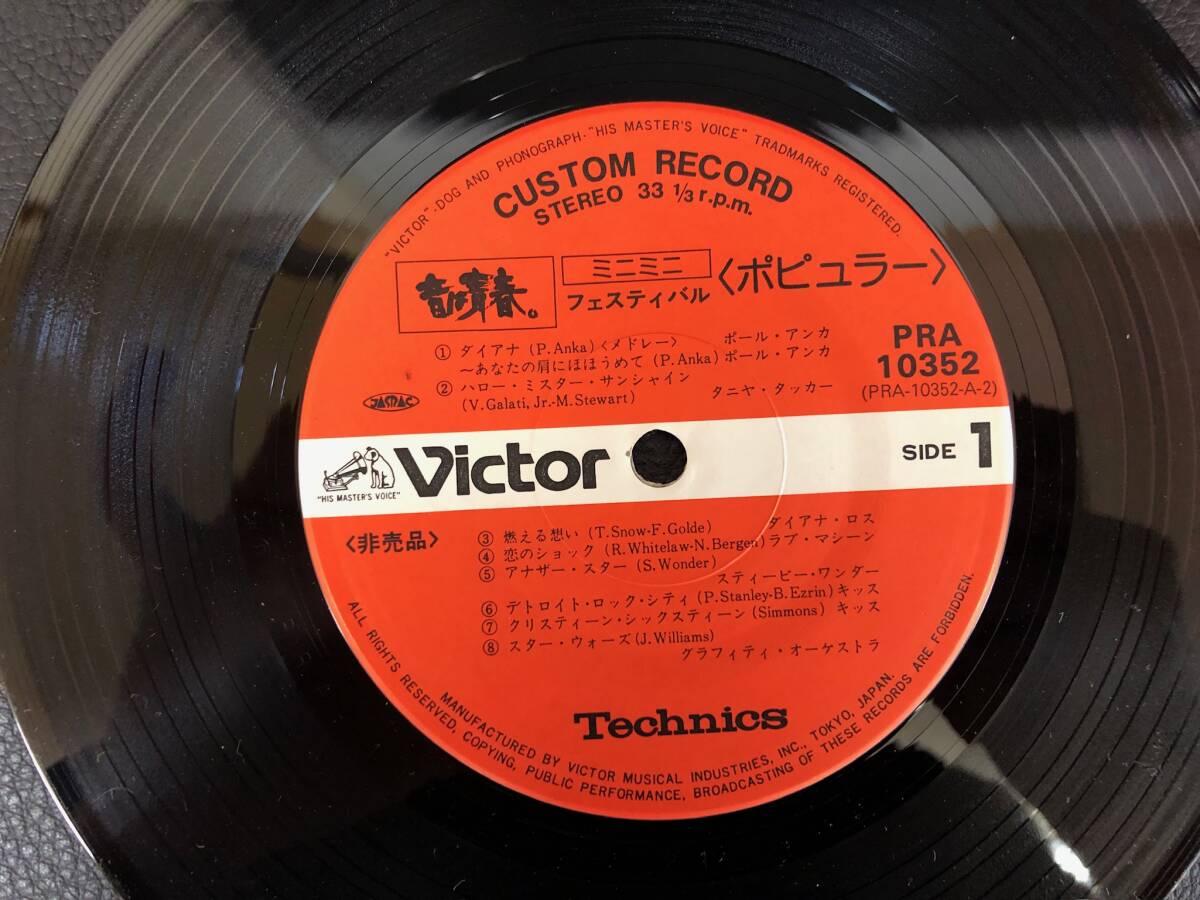 "VICTOR"·DOG AND PHONOGRAPH·"HIS MASTER'S VOICE" TRADMARKS REGISTERED.
CUSTOM RECORD
STEREO 33 1/3 r.p.m.
音は青春。
ミニミニ
フェスティバル
〈ポピュラー〉
① ダイアナ (P.Anka)〈メドレー〉 ポール・アンカ
～あなたの肩にほほうめて (P.Anka) ポール・アンカ
② ハロー・ミスター・サンシャイン
(V.Galati, Jr.-M.Stewart) タニヤ・タッカー
PRA
10352
(PRA-10352-A-2)
JASRAC
"HIS MASTER'S VOICE"
Victor
SIDE 1
〈非売品〉
③ 燃える想い (T.Snow-F.Golde) ダイアナ・ロス
④ 恋のショック (R.Whitelaw-N.Bergen) ラブ・マシーン
⑤ アナザー・スター (S.Wonder)
スティービー・ワンダー
⑥ デトロイト・ロック・シティ (P.Stanley-B.Ezrin) キッス
⑦ クリスティーン・シックスティーン (Simmons) キッス
⑧ スター・ウォーズ (J.Williams)
グラフィティ・オーケストラ
Technics
MANUFACTURED BY VICTOR MUSICAL INDUSTRIES, INC., TOKYO, JAPAN.
ALL RIGHTS RESERVED, COPYING, PUBLIC PERFORMANCE, BROADCASTING OF THESE RECORDS ARE FORBIDDEN.